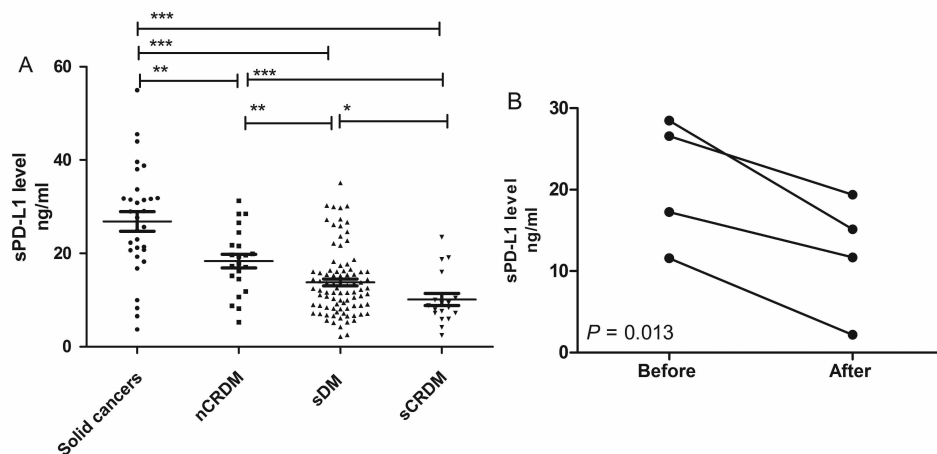 ***
***
A
**
***
**
*
60
40
20
0
sPD-L1 level
ng/ml
Solid cancers
nCRDM
sDM
sCRDM
B
30
20
10
0
sPD-L1 level
ng/ml
P = 0.013
Before
After